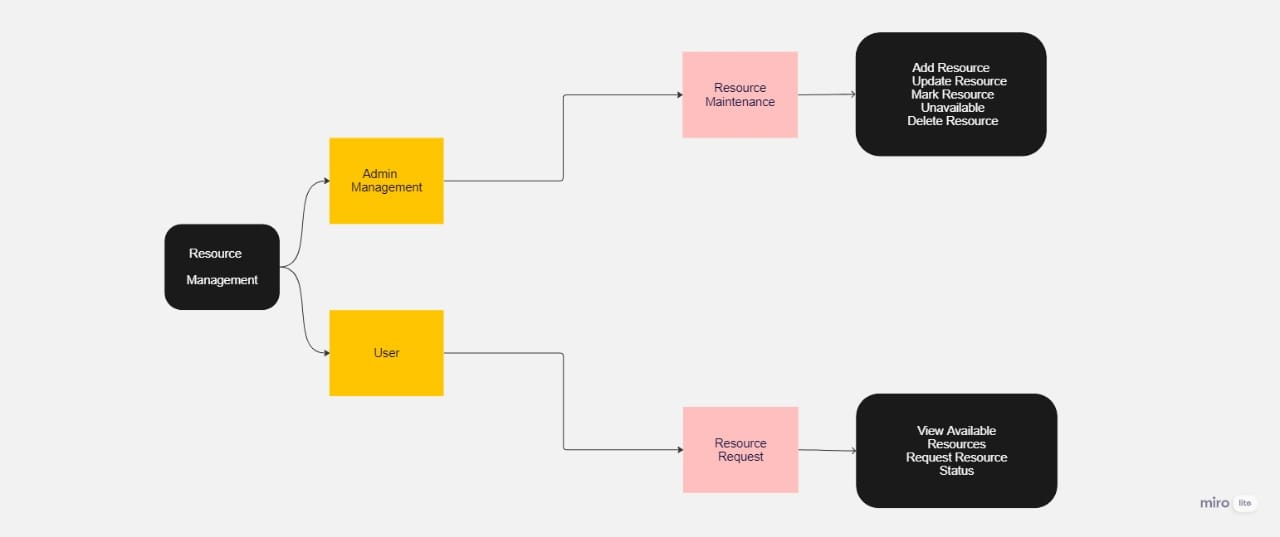 Resource
Management
Admin
Management
User
Resource
Maintenance
Resource
Request
Add Resource
Update Resource
Mark Resource
Unavailable
Delete Resource
View Available
Resources
Request Resource
Status
miro lite